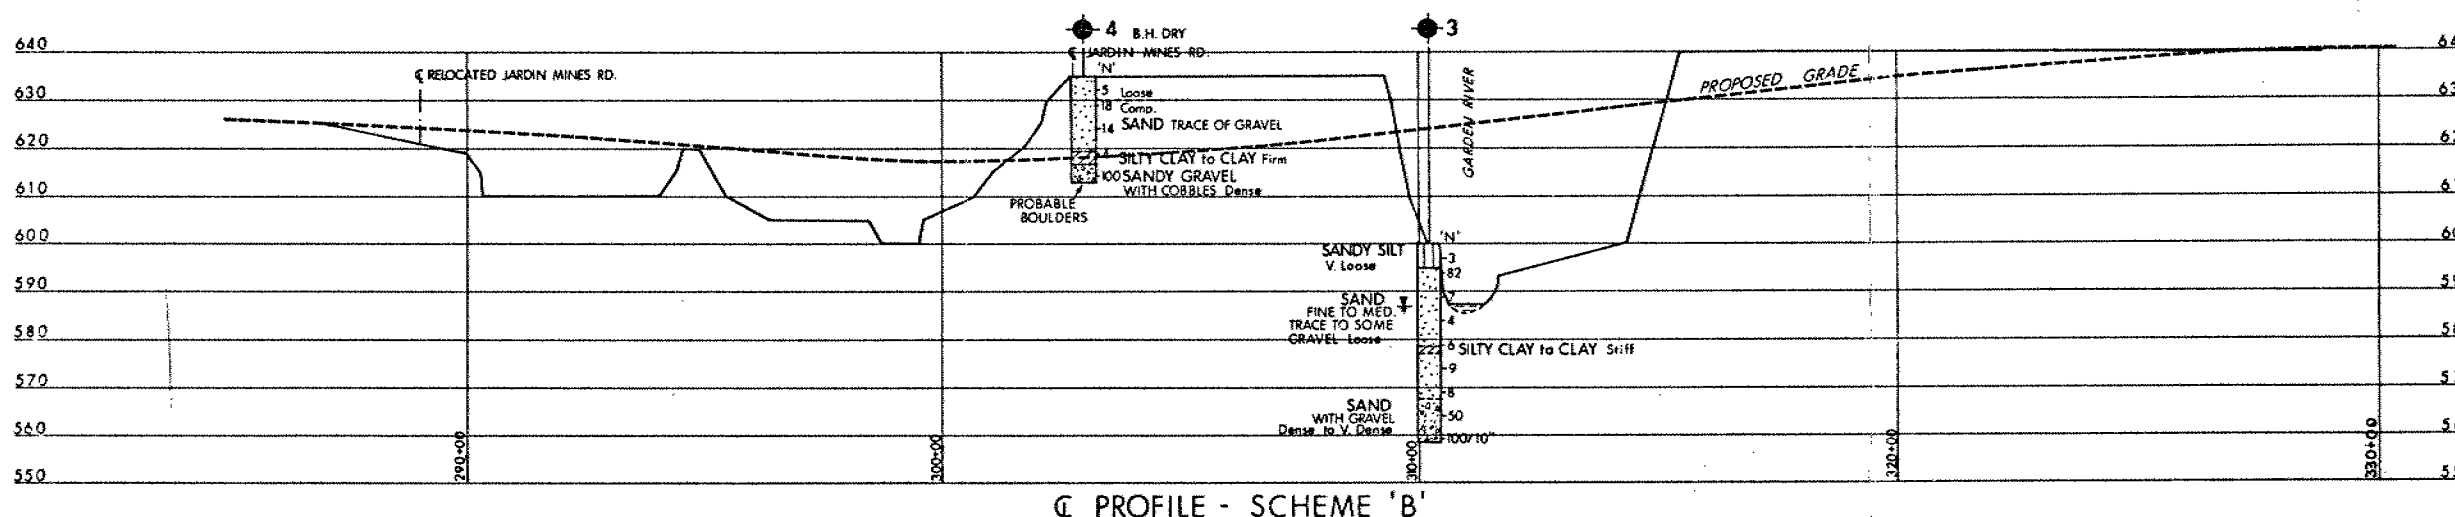 4 B.H. DRY
3
℄ JARDIN MINES RD.
640
℄ RELOCATED JARDIN MINES RD.
'N'
630
620
610
600
590
580
570
560
550
5 Loose
18 Comp.
14 SAND TRACE OF GRAVEL
4 SILTY CLAY to CLAY Firm
100 SANDY GRAVEL
WITH COBBLES Dense
PROBABLE
BOULDERS
GARDEN RIVER
PROPOSED GRADE
'N'
SANDY SILT
V. Loose
3
82
7
SAND
FINE TO MED.
TRACE TO SOME
GRAVEL Loose
4
6 SILTY CLAY to CLAY Stiff
9
8
SAND
WITH GRAVEL
Dense to V. Dense
50
100/10"
290+00
300+00
310+00
320+00
330+00
℄ PROFILE - SCHEME 'B'